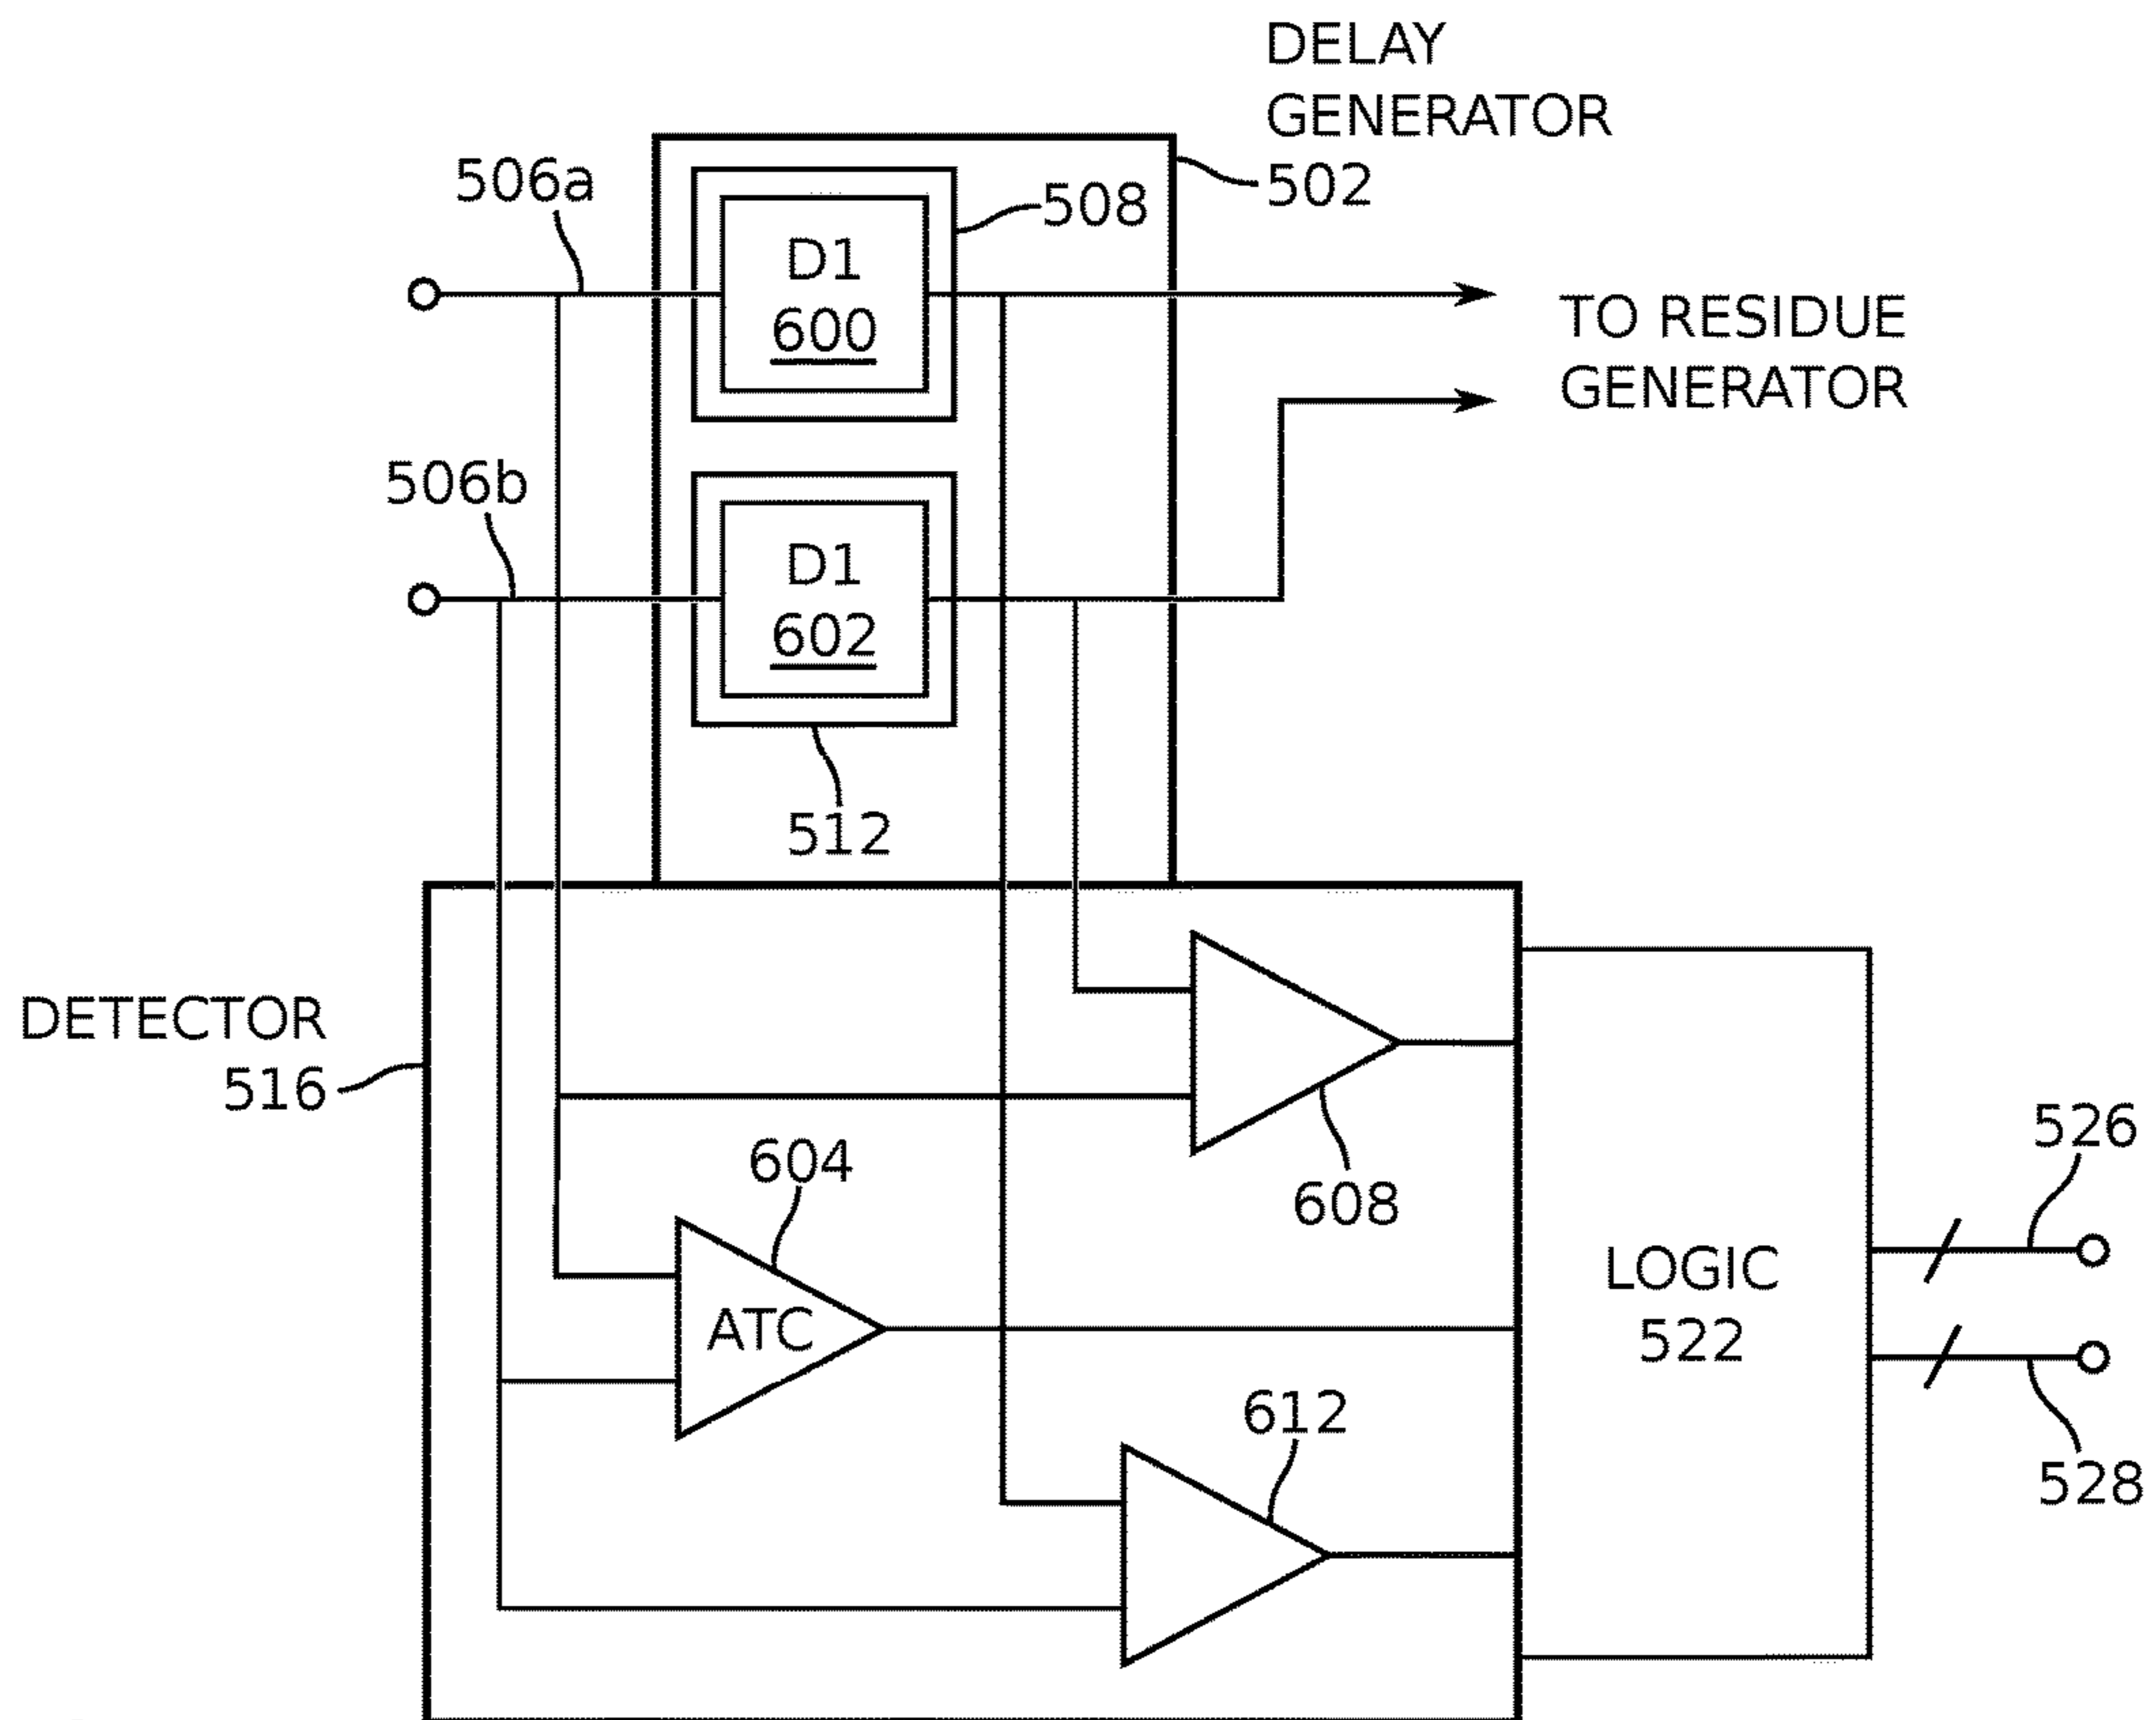 DELAY
GENERATOR
502
506a
508
D1
600
TO RESIDUE
GENERATOR
506b
D1
602
512
DETECTOR
516
604
608
ATC
612
LOGIC
522
526
528